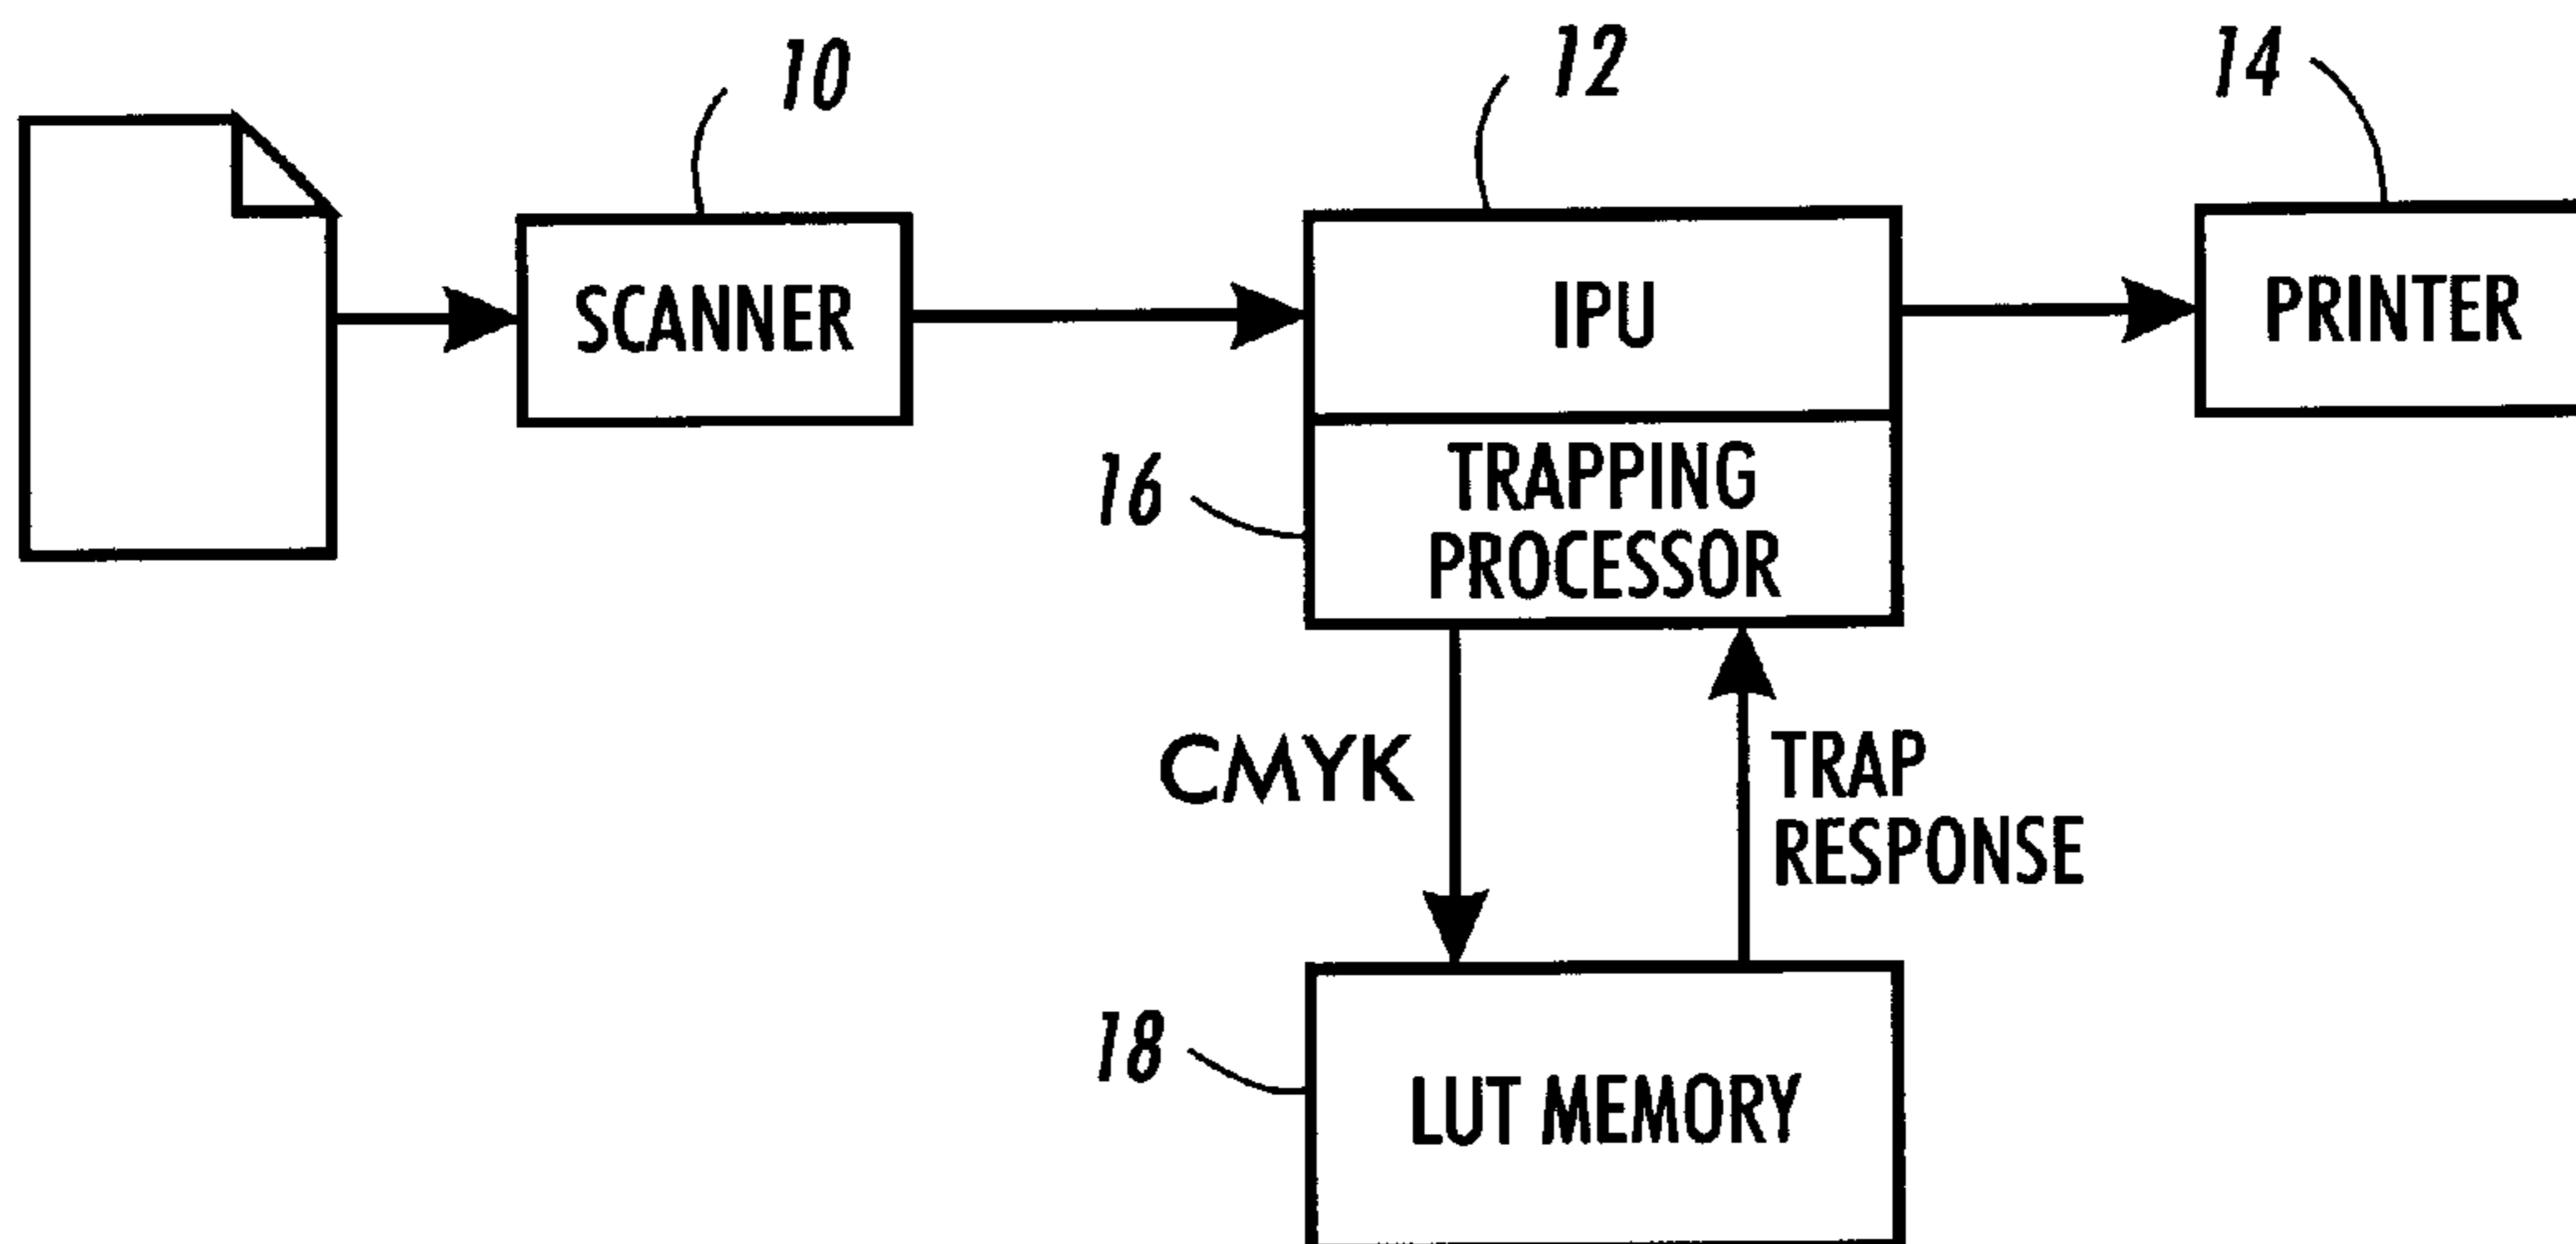 10
12
14
SCANNER
IPU
PRINTER
16
TRAPPING
PROCESSOR
CMYK
TRAP
RESPONSE
18
LUT MEMORY